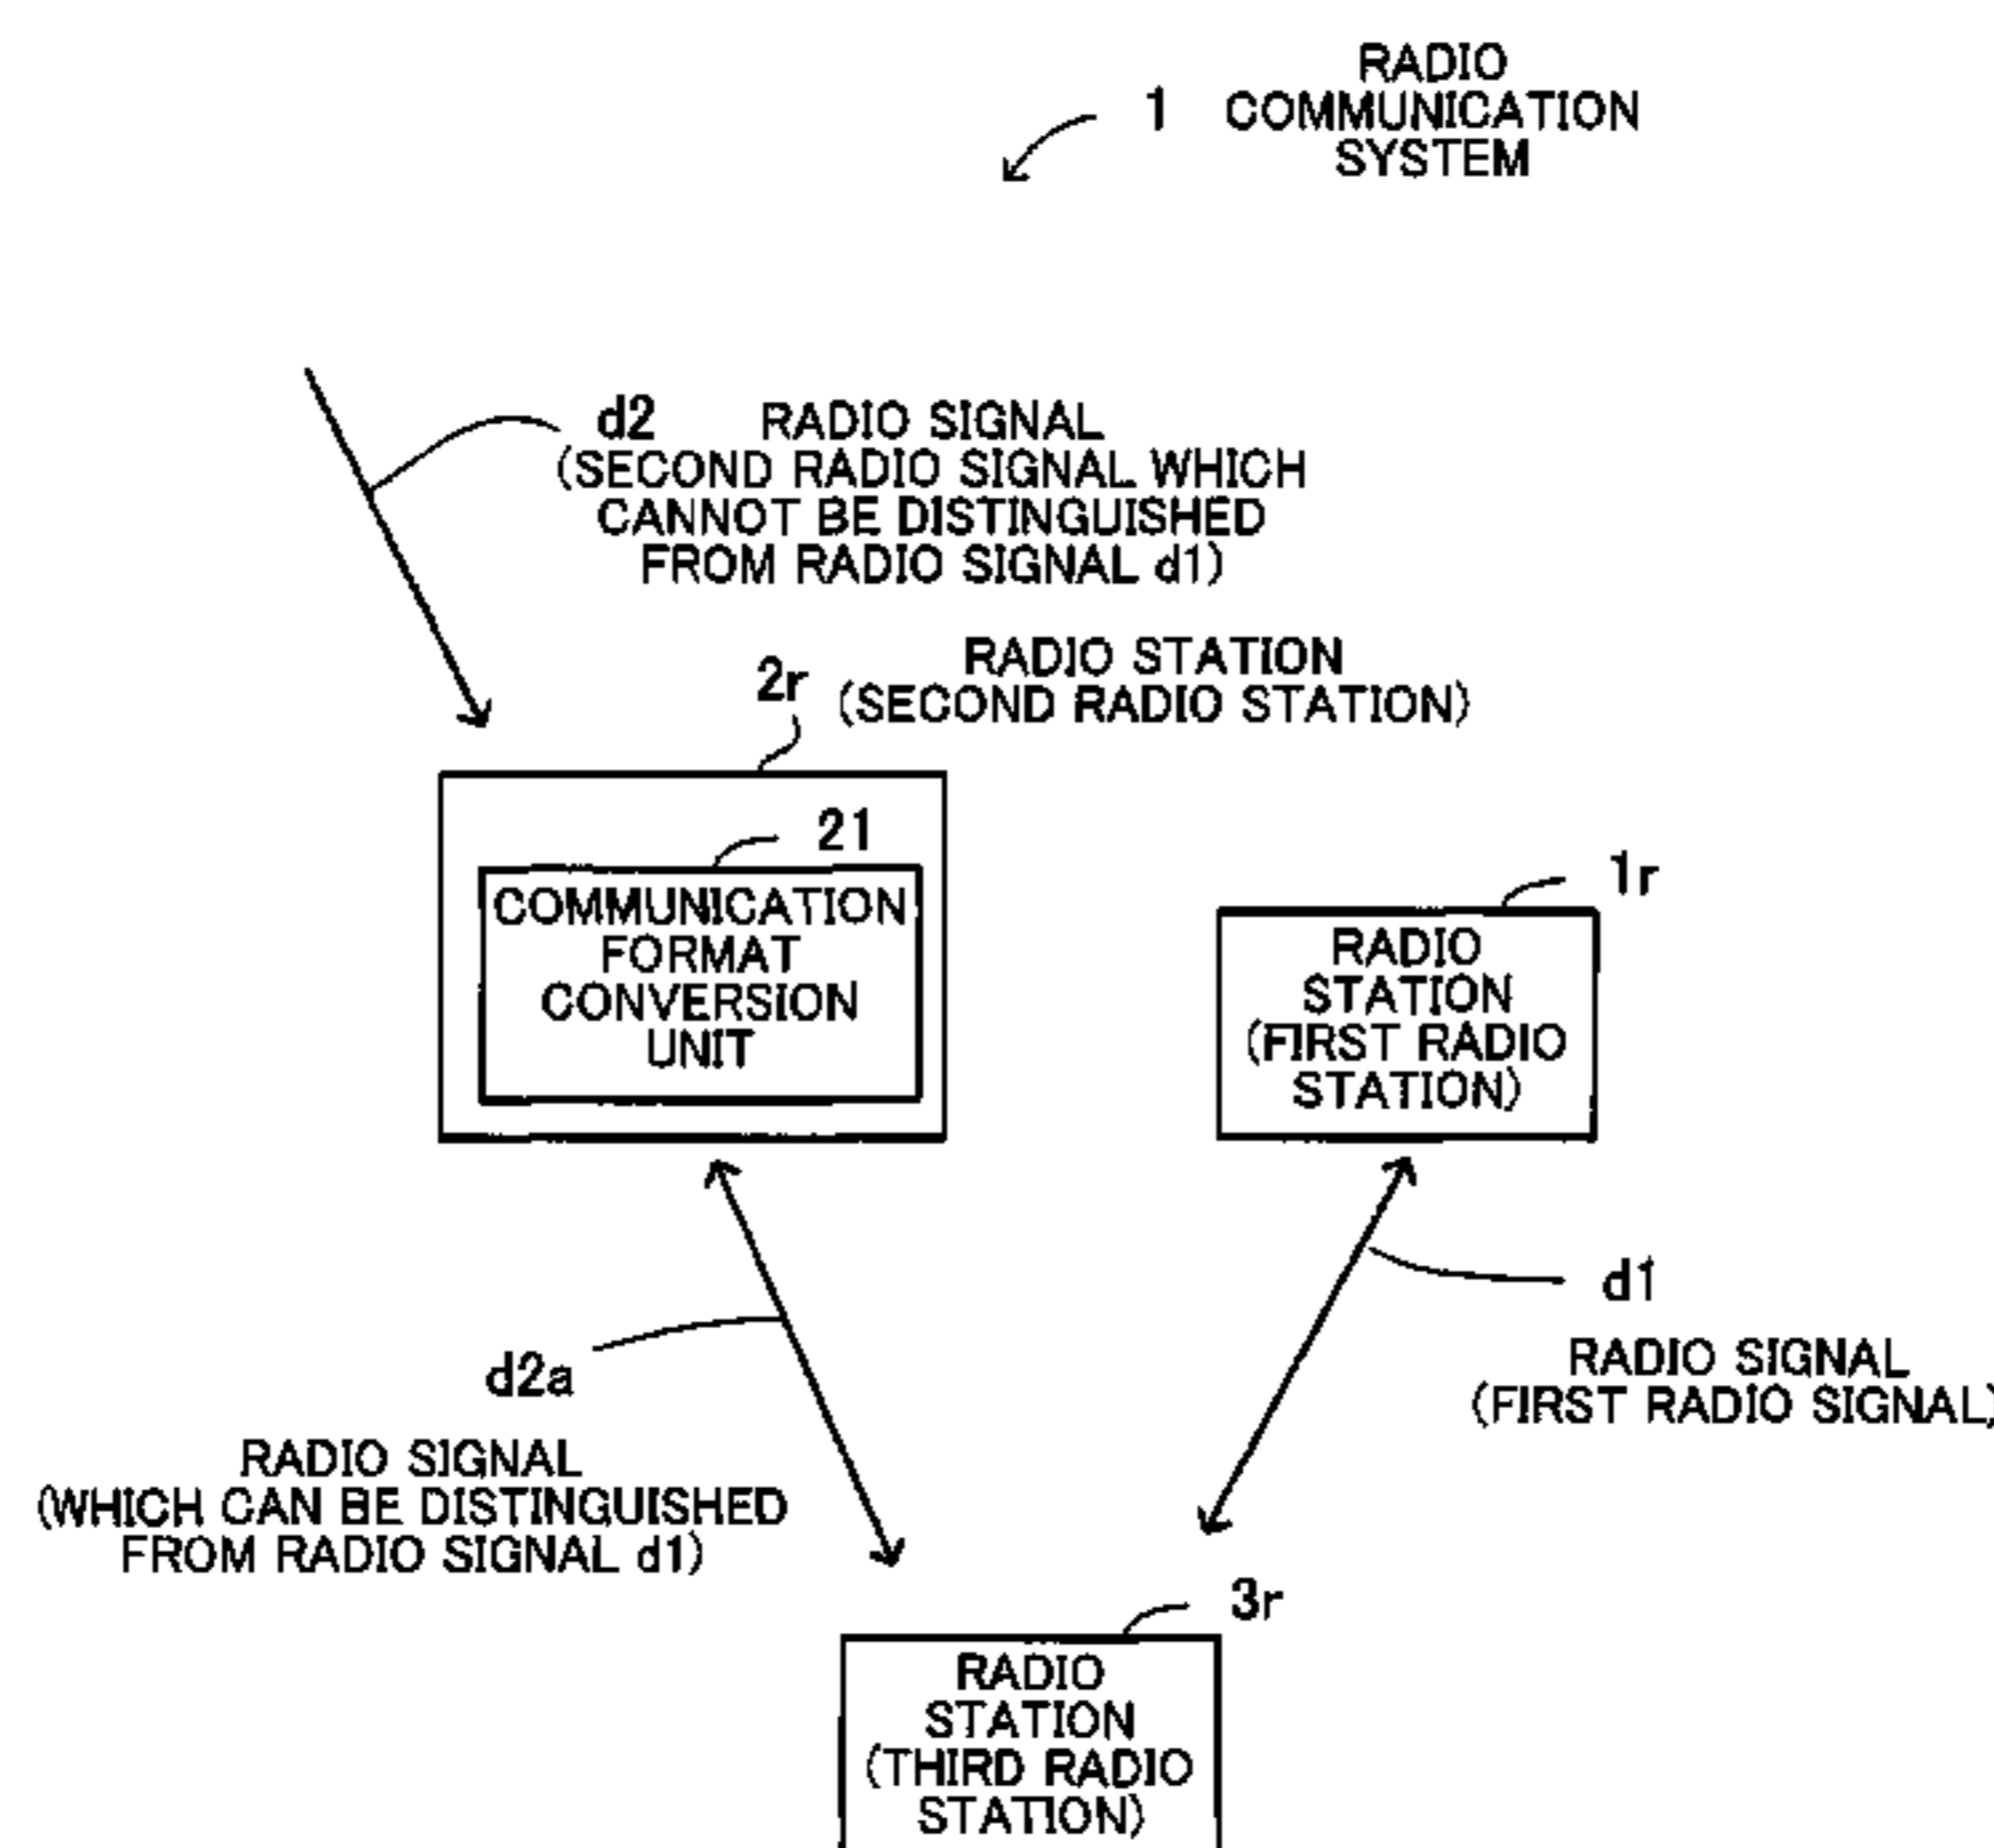 RADIO
1 COMMUNICATION
SYSTEM
d2 RADIO SIGNAL
(SECOND RADIO SIGNAL WHICH
CANNOT BE DISTINGUISHED
FROM RADIO SIGNAL d1)
2r RADIO STATION
(SECOND RADIO STATION)
21
COMMUNICATION
FORMAT
CONVERSION
UNIT
1r
RADIO
STATION
(FIRST RADIO
STATION)
d1
RADIO SIGNAL
(FIRST RADIO SIGNAL)
d2a
RADIO SIGNAL
(WHICH CAN BE DISTINGUISHED
FROM RADIO SIGNAL d1)
3r
RADIO
STATION
(THIRD RADIO
STATION)